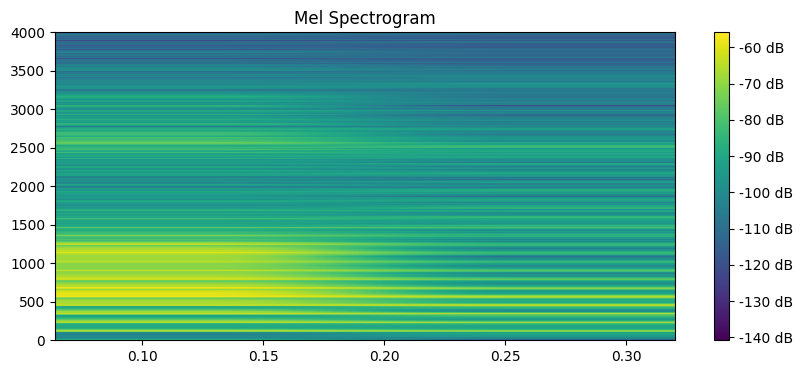 Mel Spectrogram
4000
3500
3000
2500
2000
1500
1000
500
0
0.10 0.15 0.20 0.25 0.30
-60 dB
-70 dB
-80 dB
-90 dB
-100 dB
-110 dB
-120 dB
-130 dB
-140 dB